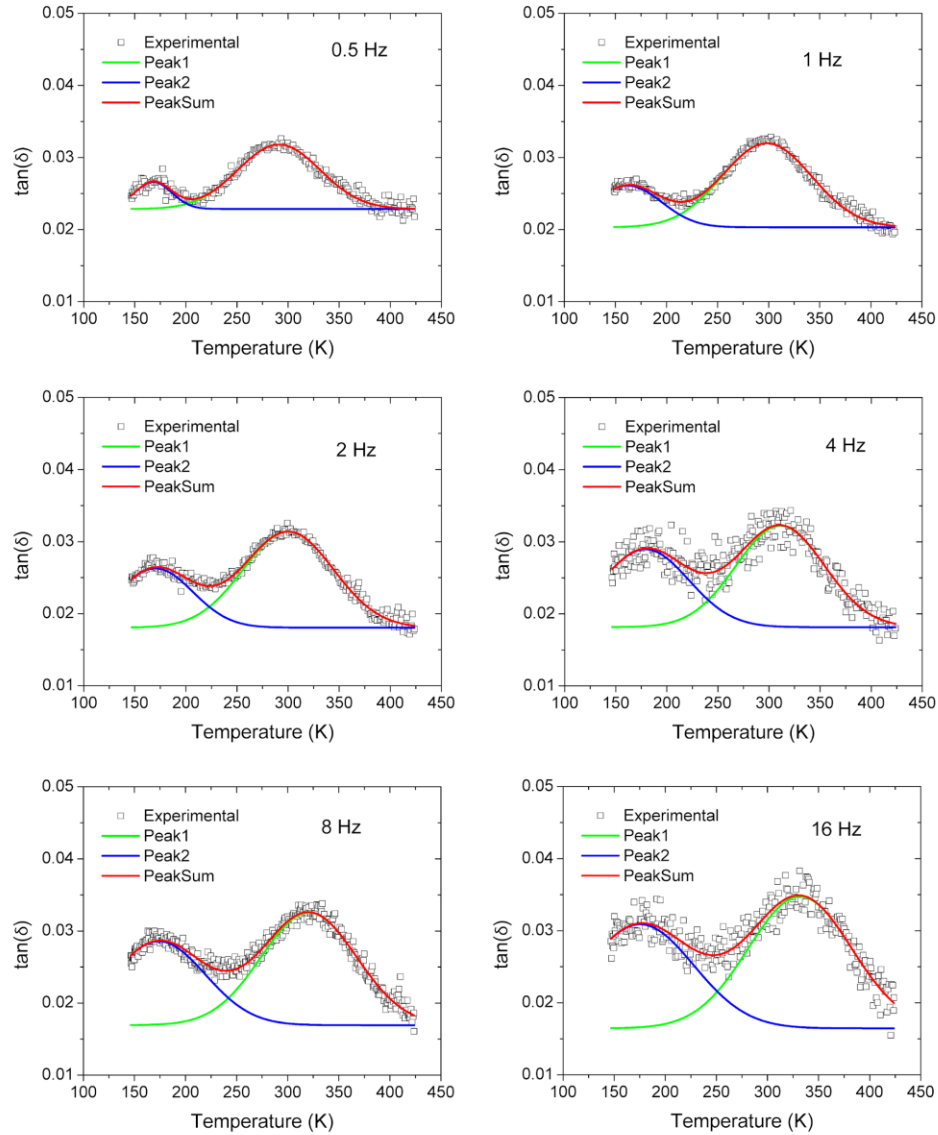 0.05
0.04
0.03
0.02
0.01
tan(δ)
Experimental
Peak1
Peak2
PeakSum
0.5 Hz
100 150 200 250 300 350 400 450
Temperature (K)
0.05
0.04
0.03
0.02
0.01
tan(δ)
Experimental
Peak1
Peak2
PeakSum
1 Hz
100 150 200 250 300 350 400 450
Temperature (K)
0.05
0.04
0.03
0.02
0.01
tan(δ)
Experimental
Peak1
Peak2
PeakSum
2 Hz
100 150 200 250 300 350 400 450
Temperature (K)
0.05
0.04
0.03
0.02
0.01
tan(δ)
Experimental
Peak1
Peak2
PeakSum
4 Hz
100 150 200 250 300 350 400 450
Temperature (K)
0.05
0.04
0.03
0.02
0.01
tan(δ)
Experimental
Peak1
Peak2
PeakSum
8 Hz
100 150 200 250 300 350 400 450
Temperature (K)
0.05
0.04
0.03
0.02
0.01
tan(δ)
Experimental
Peak1
Peak2
PeakSum
16 Hz
100 150 200 250 300 350 400 450
Temperature (K)